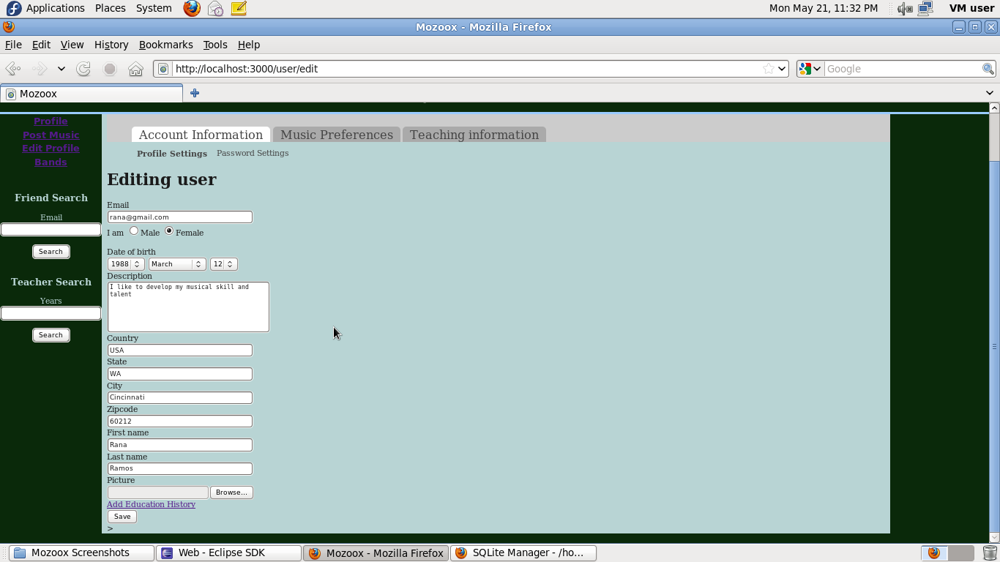 Applications Places System Mon May 21, 11:32 PM VM user
Mozoox - Mozilla Firefox
File Edit View History Bookmarks Tools Help
http://localhost:3000/user/edit Google
Mozoox
Profile
Post Music
Edit Profile
Bands
Friend Search
Email
Search
Teacher Search
Years
Search
Account Information Music Preferences Teaching information
Profile Settings Password Settings
Editing user
Email
rana@gmail.com
I am Male Female
Date of birth
1988 March 12
Description
I like to develop my musical skill and
talent
Country
USA
State
WA
City
Cincinnati
Zipcode
60212
First name
Rana
Last name
Ramos
Picture
Browse...
Add Education History
Save
>
Mozoox Screenshots Web - Eclipse SDK Mozoox - Mozilla Firefox SQLite Manager - /ho...